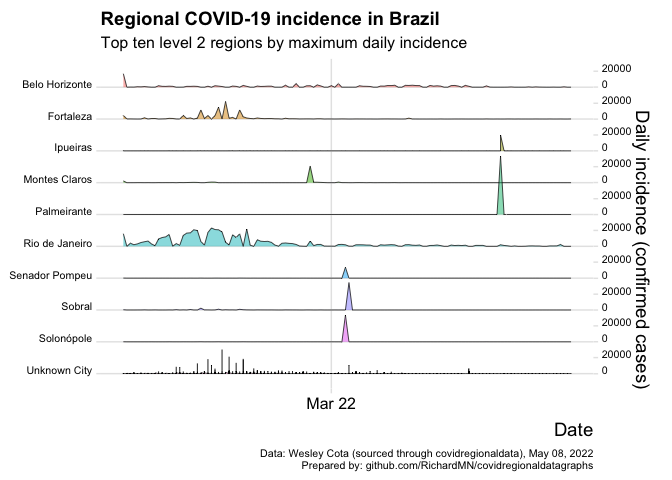 Regional COVID-19 incidence in Brazil
Top ten level 2 regions by maximum daily incidence
Belo Horizonte
20000
0
Fortaleza
20000
0
Ipueiras
20000
0
Montes Claros
20000
0
Palmeirante
20000
0
Rio de Janeiro
20000
0
Senador Pompeu
20000
0
Sobral
20000
0
Solonópole
20000
0
Unknown City
20000
0
Daily incidence (confirmed cases)
Mar 22
Date
Data: Wesley Cota (sourced through covidregionaldata), May 08, 2022
Prepared by: github.com/RichardMN/covidregionaldatagraphs